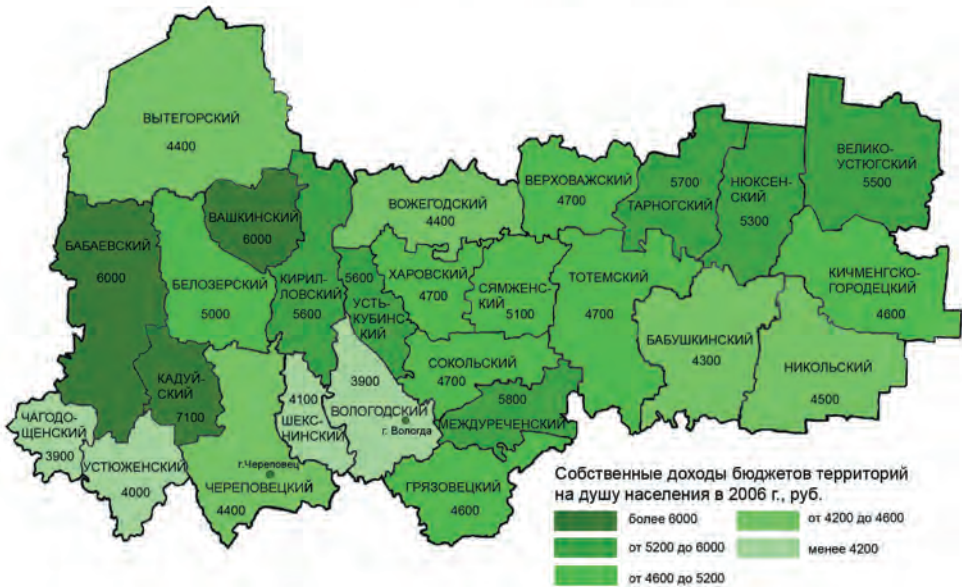 ВЫТЕГОРСКИЙ
4400
ВАШКИНСКИЙ
6000
БАБАЕВСКИЙ
6000
БЕЛОЗЕРСКИЙ
5000
КИРИЛ-
ЛОВСКИЙ
5600
5600
УСТЬ-
КУБИН-
СКИЙ
ВОЖЕГОДСКИЙ
4400
ВЕРХОВАЖСКИЙ
4700
5700
ТАРНОГСКИЙ
НЮКСЕН-
СКИЙ
5300
ВЕЛИКО-
УСТЮГСКИЙ
5500
ХАРОВСКИЙ
4700
СЯМЖЕН-
СКИЙ
5100
ТОТЕМСКИЙ
4700
КИЧМЕНГСКО-
ГОРОДЕЦКИЙ
4600
БАБУШКИНСКИЙ
4300
НИКОЛЬСКИЙ
4500
КАДУЙ-
СКИЙ
7100
ЧАГОДО-
ЩЕНСКИЙ
3900
УСТЮЖЕНСКИЙ
4000
г.Череповец
ЧЕРЕПОВЕЦКИЙ
4400
4100
ШЕКС-
НИНСКИЙ
3900
ВОЛОГОДСКИЙ
г. Вологда
СОКОЛЬСКИЙ
4700
5800
МЕЖДУРЕЧЕНСКИЙ
ГРЯЗОВЕЦКИЙ
4600
Собственные доходы бюджетов территорий
на душу населения в 2006 г., руб.
более 6000
от 5200 до 6000
от 4600 до 5200
от 4200 до 4600
менее 4200